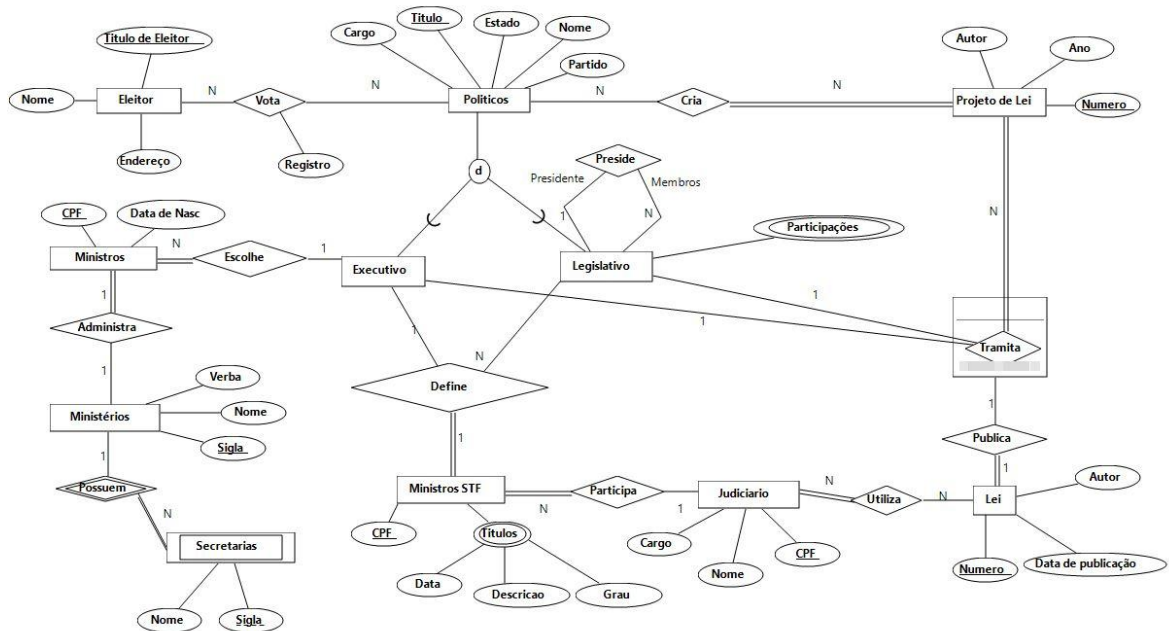 Titulo de Eleitor
Nome
Eleitor
Endereço
N
Vota
Registro
N
Cargo
Titulo
Estado
Nome
Partido
Politicos
N
Cria
N
Autor
Ano
Projeto de Lei
Numero
d
Preside
Presidente
Membros
1
N
Participações
CPF
Data de Nasc
Ministros
N
Escolhe
1
Executivo
Legislativo
1
1
N
1
Administra
1
1
N
Define
1
Tramita
Verba
Nome
Ministérios
Sigla
1
Possuem
N
Secretarias
Nome
Sigla
1
Publica
1
Ministros STF
N
Participa
1
Judiciario
N
Utiliza
N
Lei
Autor
CPF
Titulos
Data
Descricao
Grau
Cargo
Nome
CPF
Numero
Data de publicação